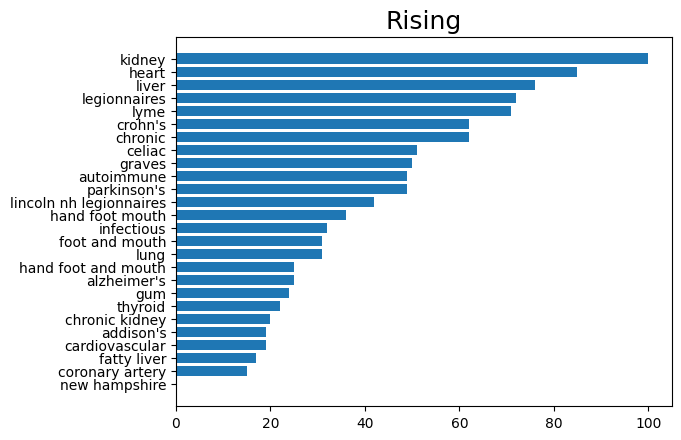 Rising
kidney
heart
liver
legionnaires
lyme
crohn's
chronic
celiac
graves
autoimmune
parkinson's
lincoln nh legionnaires
hand foot mouth
infectious
foot and mouth
lung
hand foot and mouth
alzheimer's
gum
thyroid
chronic kidney
addison's
cardiovascular
fatty liver
coronary artery
new hampshire
0 20 40 60 80 100